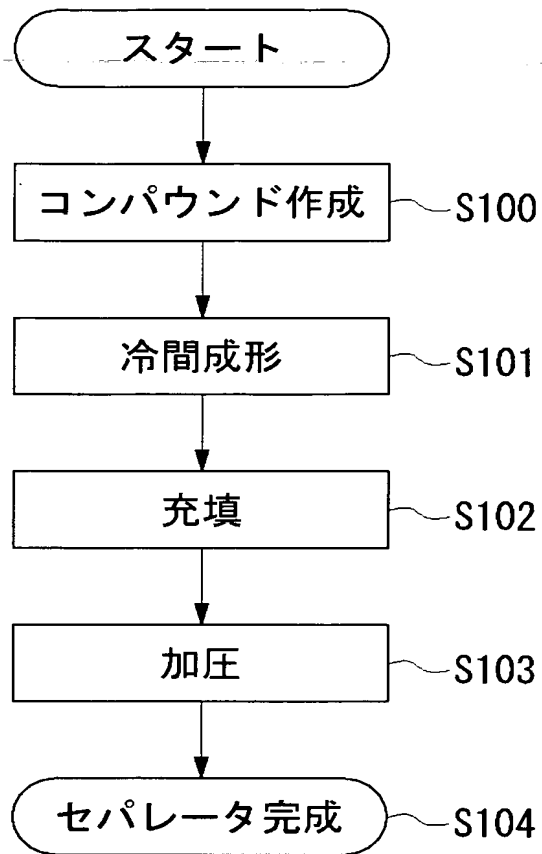 スタート
コンパウンド作成 S100
冷間成形 S101
充填 S102
加圧 S103
セパレータ完成 S104